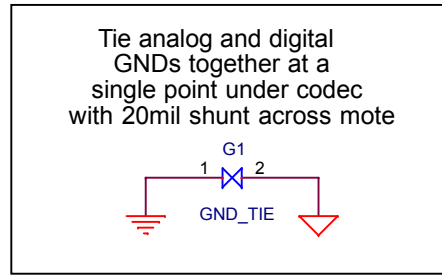 Tie analog and digital
GNDs together at a
single point under codec
with 20mil shunt across mote
G1
1 2
GND_TIE